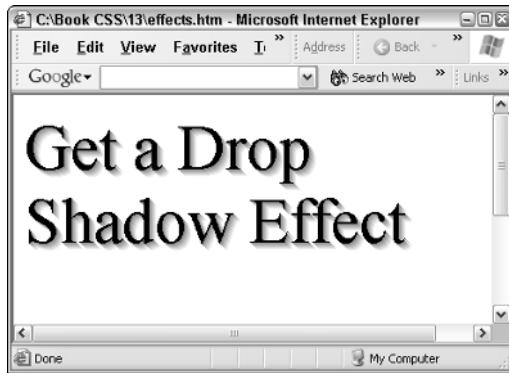 C:\Book CSS\13\effects.htm - Microsoft Internet Explorer
File Edit View Favorites T » Address Back »
Google Search Web » Links »
Get a Drop
Shadow Effect
Done My Computer